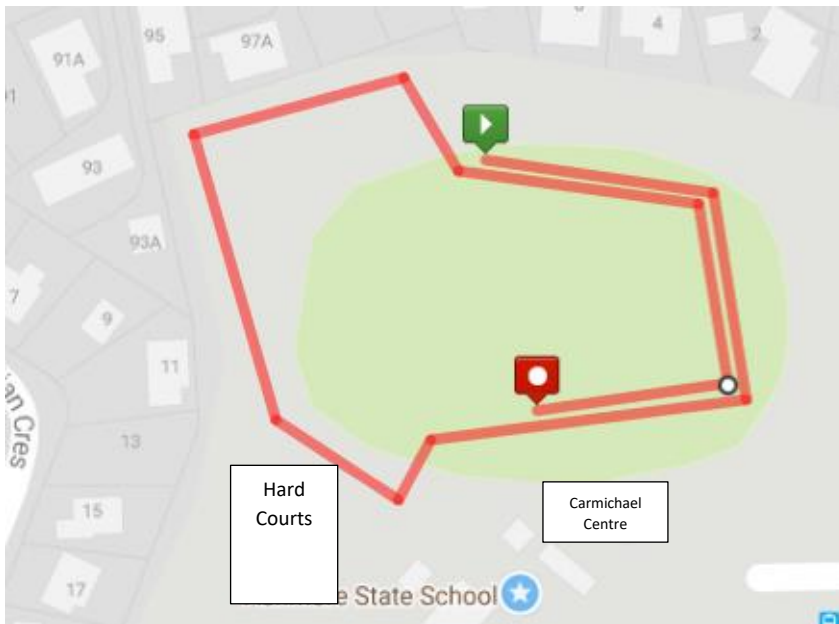 95
97A
4
2
91A
93
93A
7
9
11
13
15
17
Hard
Courts
Carmichael
Centre
State School